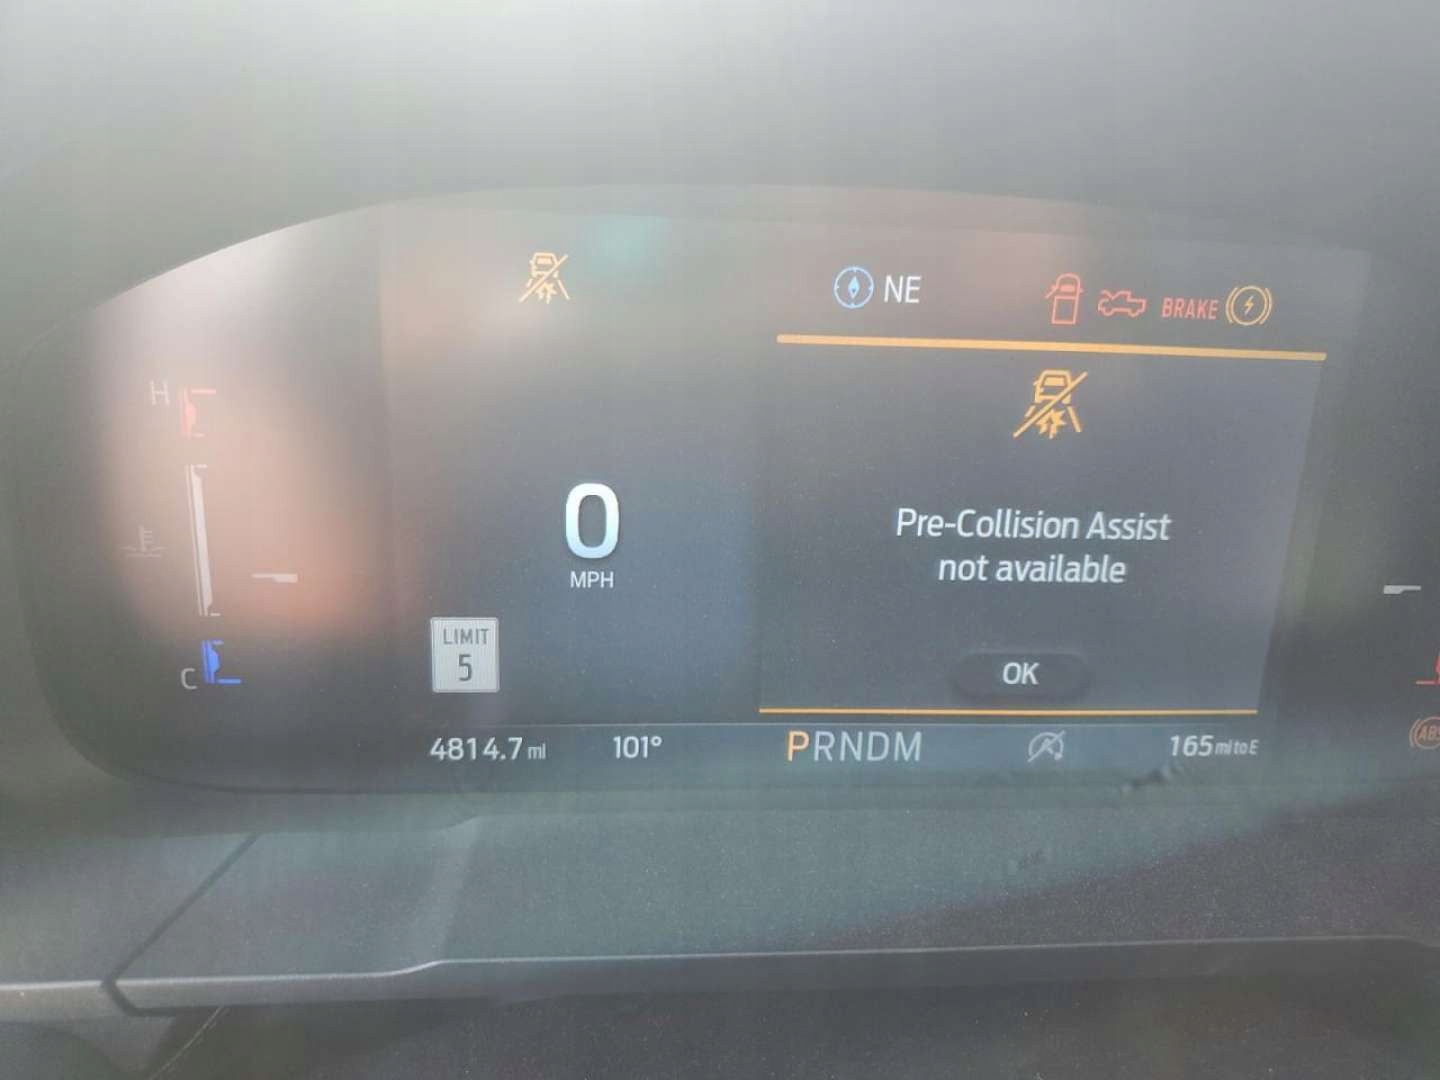 NE
BRAKE
H
Pre-Collision Assist
not available
0
MPH
LIMIT
5
OK
C
4814.7 mi
101°
PRNDM
165 mi to E
ABS